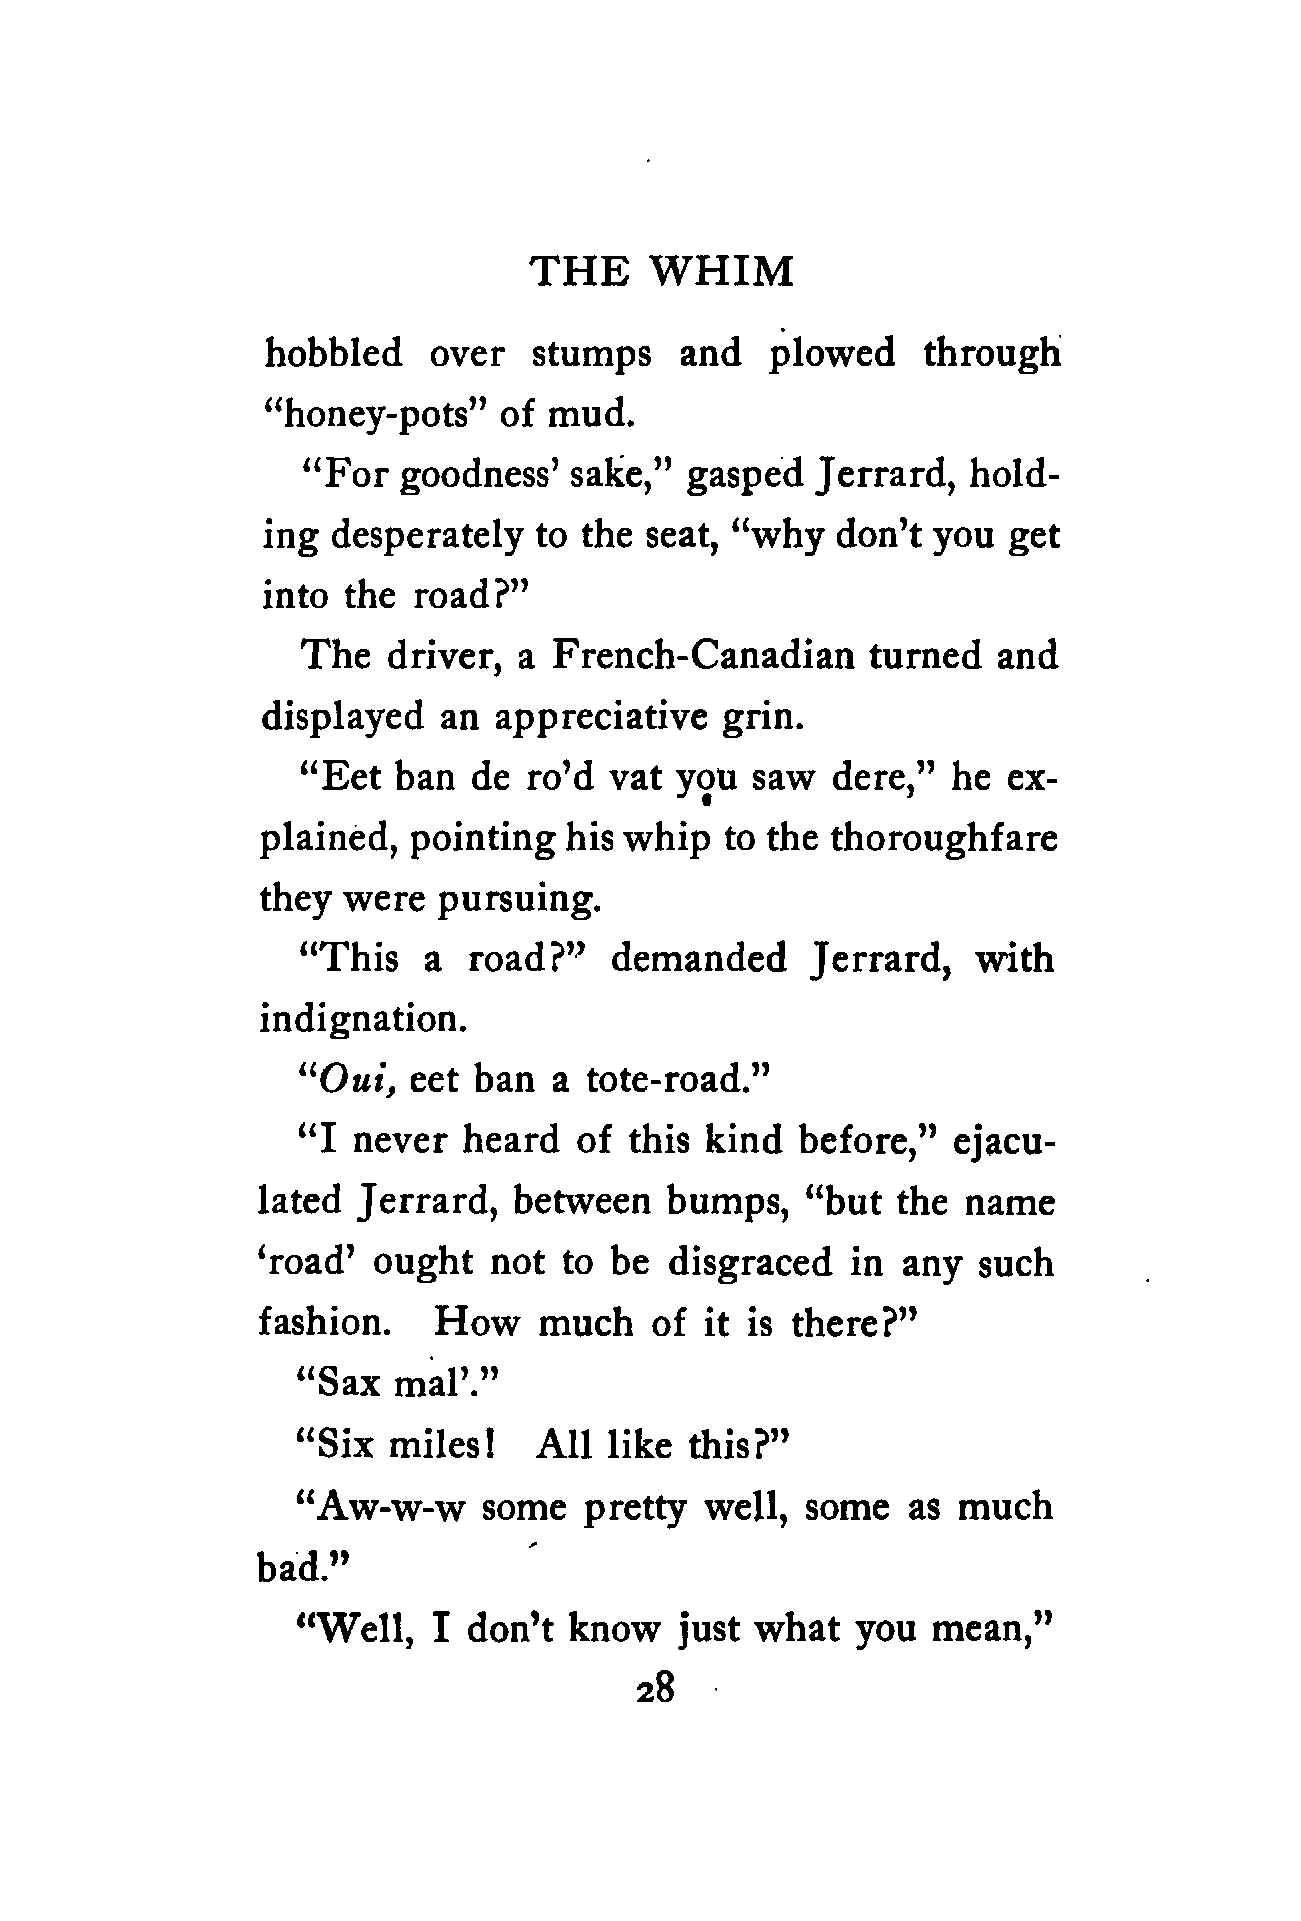 THE WHIM
hobbled over stumps and plowed through
“honey-pots” of mud.
“For goodness’ sake,” gasped Jerrard, hold-
ing desperately to the seat, “why don’t you get
into the road?”
The driver, a French-Canadian turned and
displayed an appreciative grin.
“Eet ban de ro’d vat you saw dere,” he ex-
plained, pointing his whip to the thoroughfare
they were pursuing.
“This a road?” demanded Jerrard, with
indignation.
“Oui, eet ban a tote-road.”
“I never heard of this kind before,” ejacu-
lated Jerrard, between bumps, “but the name
‘road’ ought not to be disgraced in any such
fashion. How much of it is there?”
“Sax mal’.”
“Six miles! All like this?”
“Aw-w-w some pretty well, some as much
bad.”
“Well, I don’t know just what you mean,”
28